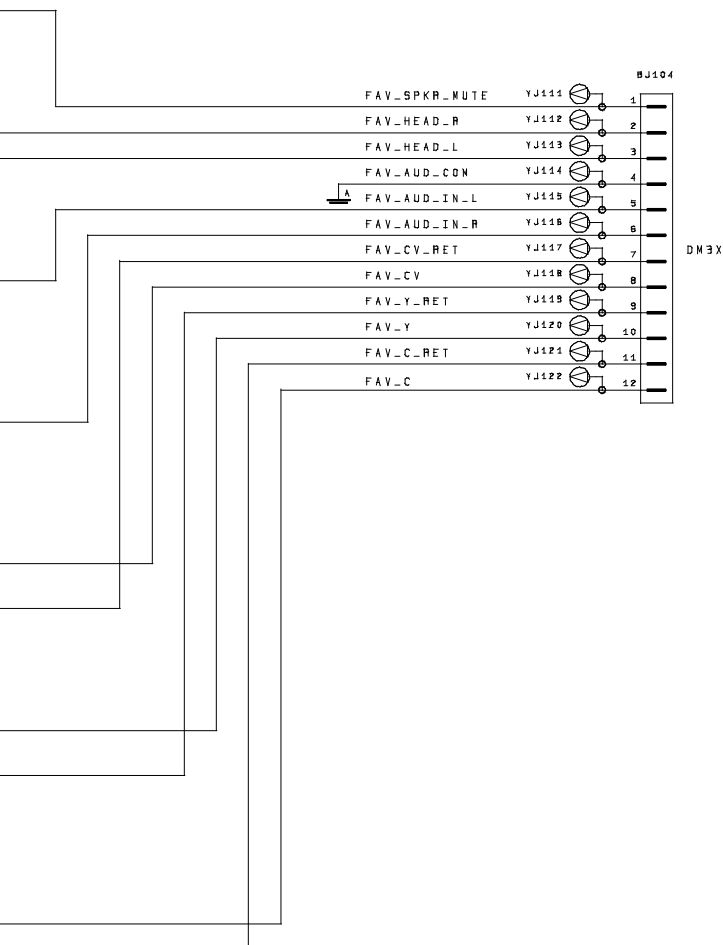 BJ104
FAV_SPKR_MUTE YJ111 1
FAV_HEAD_R YJ112 2
FAV_HEAD_L YJ113 3
FAV_AUD_COM YJ114 4
A
FAV_AUD_IN_L YJ115 5
FAV_AUD_IN_R YJ116 6
FAV_CV_RET YJ117 7
DM3X
FAV_CV YJ118 8
FAV_Y_RET YJ119 9
FAV_Y YJ120 10
FAV_C_RET YJ121 11
FAV_C YJ122 12